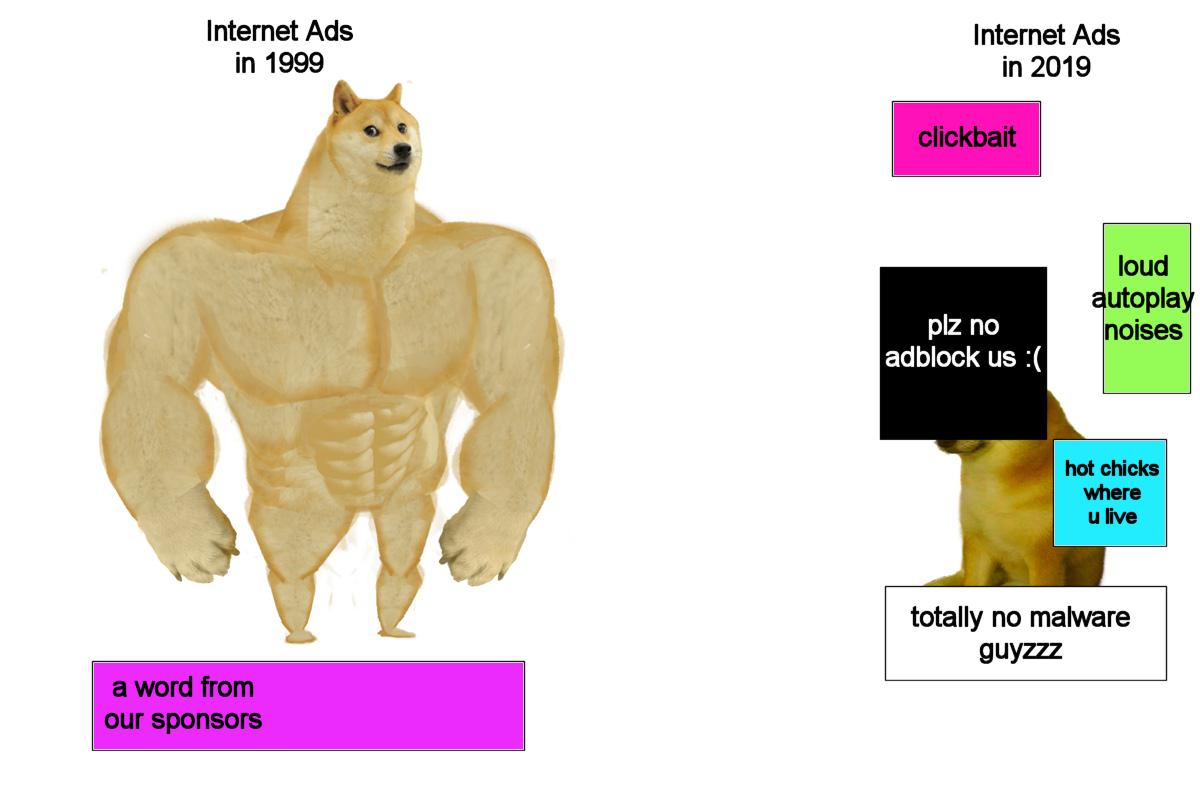 Internet Ads
in 1999
a word from
our sponsors
Internet Ads
in 2019
clickbait
loud
autoplay
noises
plz no
adblock us :(
hot chicks
where
u live
totally no malware
guyzzz